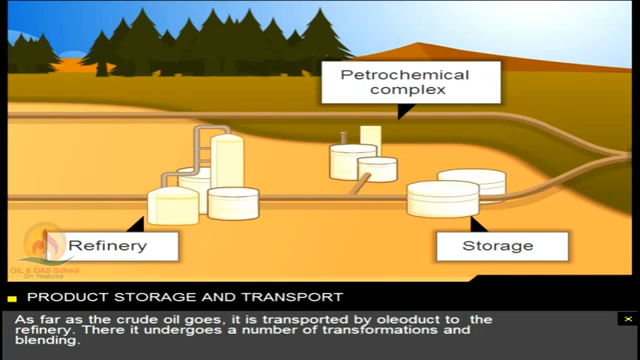 Petrochemical
complex
Refinery
Storage
OIL & GAS School
On Youtube
PRODUCT STORAGE AND TRANSPORT
As far as the crude oil goes, it is transported by oleoduct to the
refinery. There it undergoes a number of transformations and
blending.